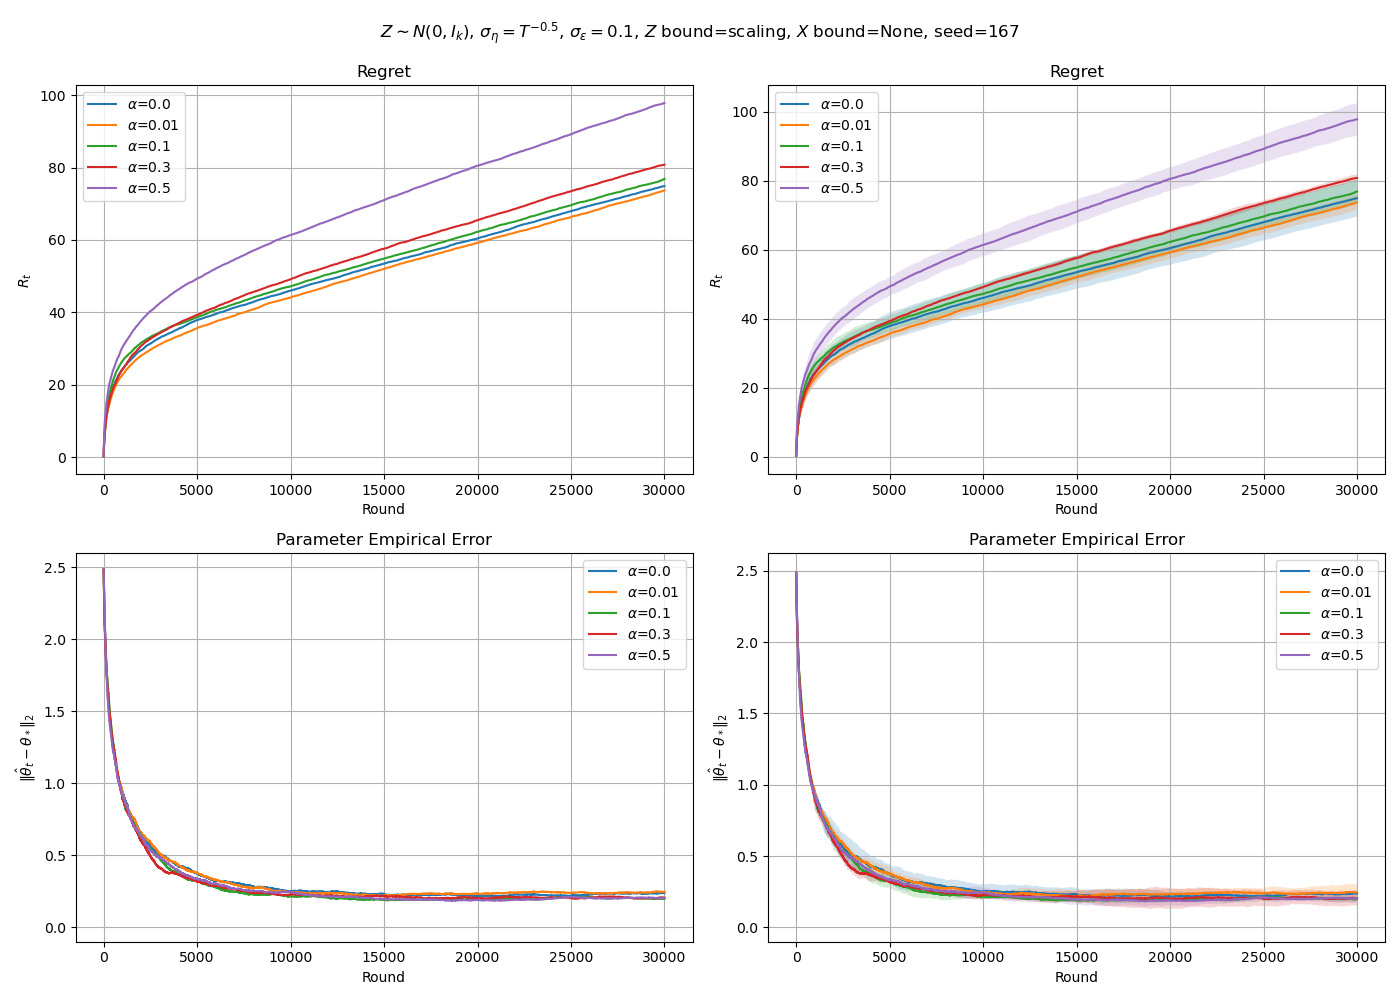 Z ∼ N(0, I_k), σ_η = T^{−0.5}, σ_ε = 0.1, Z bound=scaling, X bound=None, seed=167
Regret
R_t
100
80
60
40
20
0
α=0.0
α=0.01
α=0.1
α=0.3
α=0.5
0 5000 10000 15000 20000 25000 30000
Round
Regret
R_t
100
80
60
40
20
0
α=0.0
α=0.01
α=0.1
α=0.3
α=0.5
0 5000 10000 15000 20000 25000 30000
Round
Parameter Empirical Error
‖θ̂_t − θ_*‖_2
2.5
2.0
1.5
1.0
0.5
0.0
α=0.0
α=0.01
α=0.1
α=0.3
α=0.5
0 5000 10000 15000 20000 25000 30000
Round
Parameter Empirical Error
‖θ̂_t − θ_*‖_2
2.5
2.0
1.5
1.0
0.5
0.0
α=0.0
α=0.01
α=0.1
α=0.3
α=0.5
0 5000 10000 15000 20000 25000 30000
Round